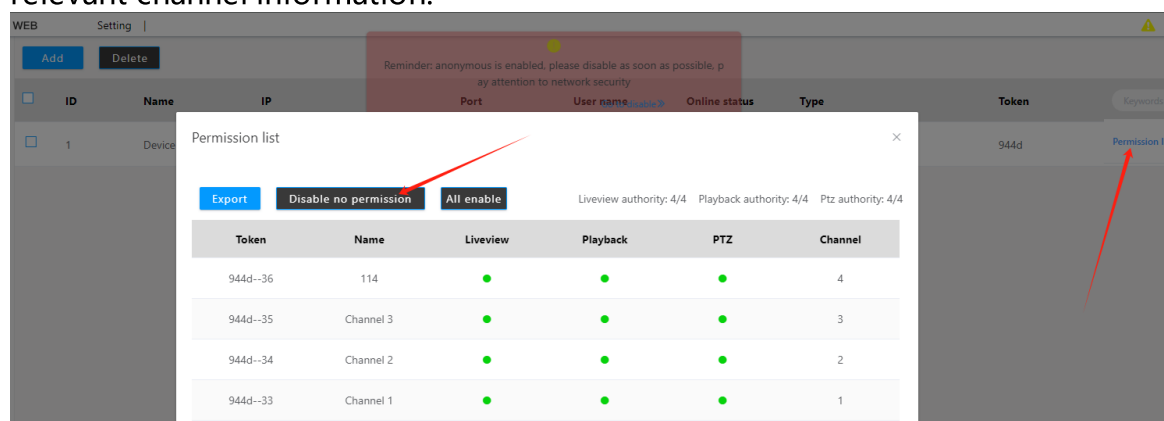 relevant channel information.
WEB Setting |
Add Delete
Reminder: anonymous is enabled, please disable as soon as possible, p
ay attention to network security
ID Name IP Port User name Online status Type Token Keywords
disable »
1 Device 944d Permission l
Permission list ×
Export Disable no permission All enable Liveview authority: 4/4 Playback authority: 4/4 Ptz authority: 4/4
Token Name Liveview Playback PTZ Channel
944d--36 114 4
944d--35 Channel 3 3
944d--34 Channel 2 2
944d--33 Channel 1 1